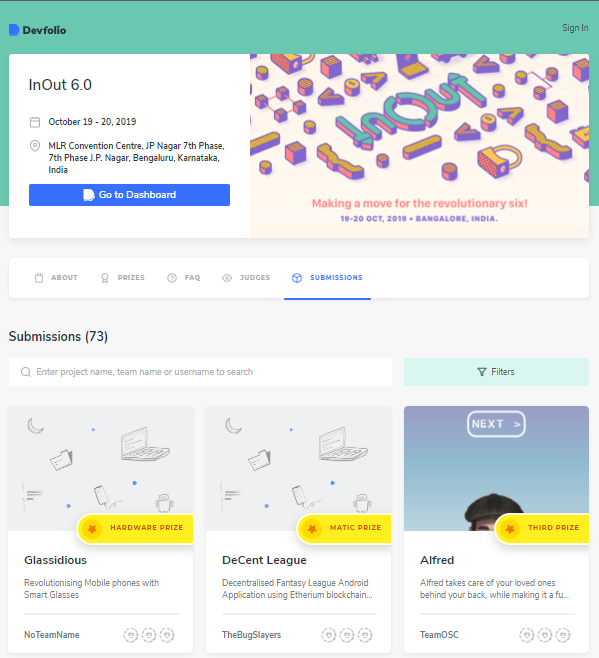 Devfolio
Sign In
InOut 6.0
October 19 - 20, 2019
MLR Convention Centre, JP Nagar 7th Phase,
7th Phase J.P. Nagar, Bengaluru, Karnataka,
India
Go to Dashboard
InOut
Making a move for the revolutionary six!
19-20 OCT, 2019 • BANGALORE, INDIA.
ABOUT
PRIZES
FAQ
JUDGES
SUBMISSIONS
Submissions (73)
Enter project name, team name or username to search
Filters
NEXT >
HARDWARE PRIZE
MATIC PRIZE
THIRD PRIZE
Glassidious
DeCent League
Alfred
Revolutionising Mobile phones with
Smart Glasses
Decentralised Fantasy League Android
Application using Etherium blockchain...
Alfred takes care of your loved ones
behind your back, while making it a fu...
NoTeamName
TheBugSlayers
TeamOSC